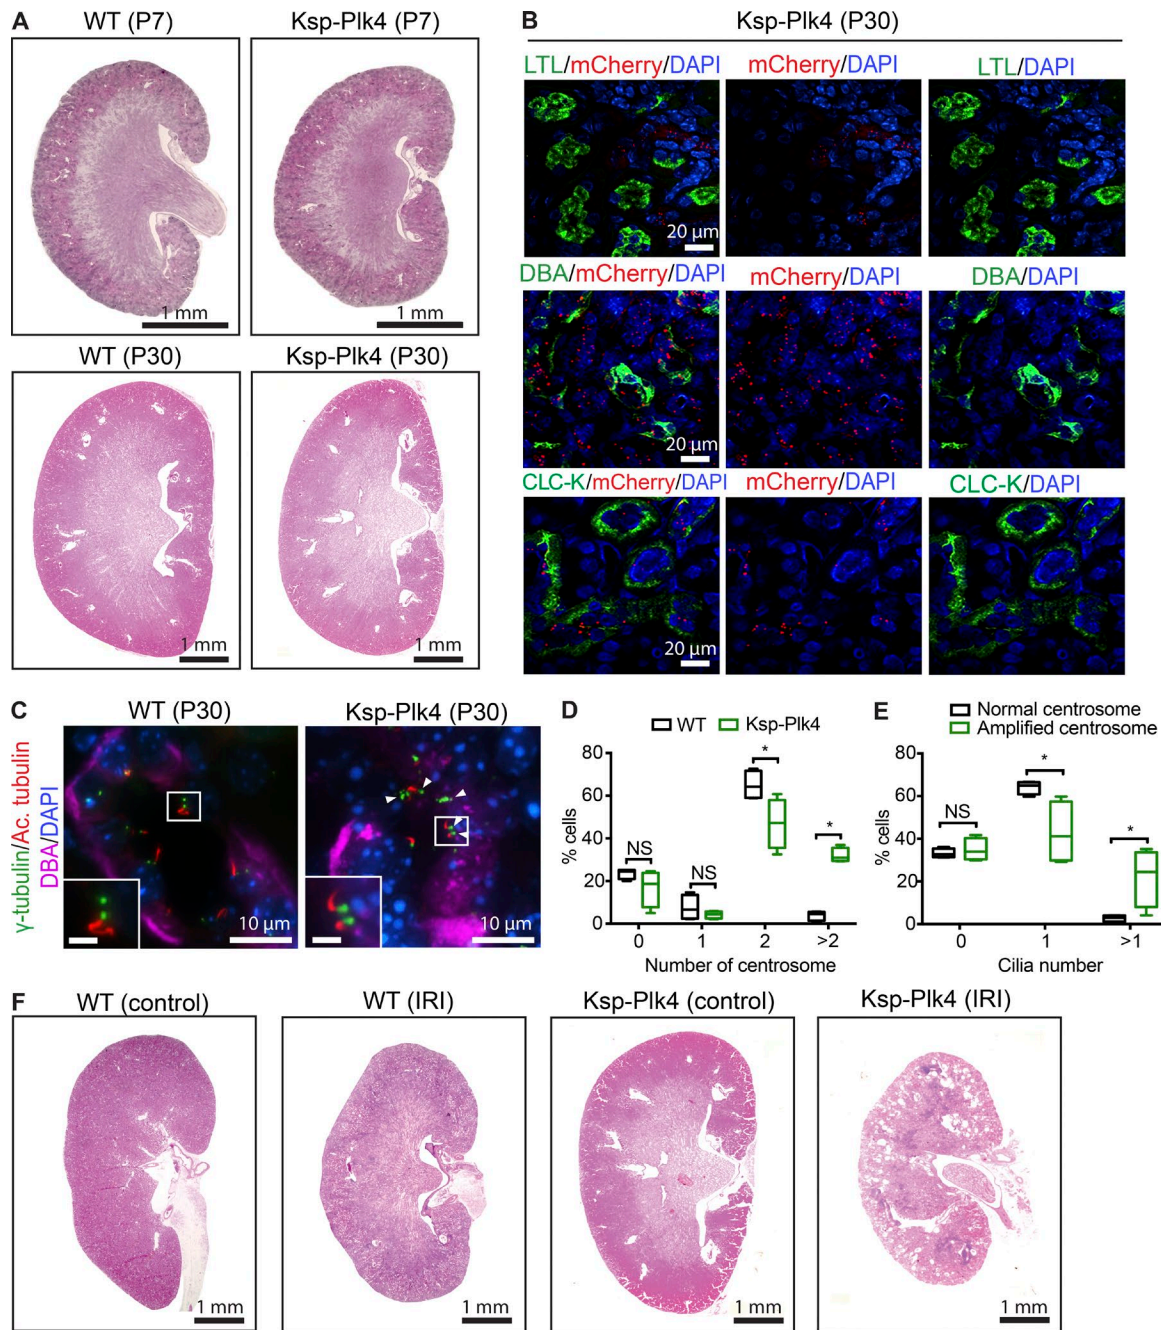 A
WT (P7)
Ksp-Plk4 (P7)
1 mm
1 mm
WT (P30)
Ksp-Plk4 (P30)
1 mm
1 mm
B
Ksp-Plk4 (P30)
LTL/mCherry/DAPI
mCherry/DAPI
LTL/DAPI
20 µm
DBA/mCherry/DAPI
mCherry/DAPI
DBA/DAPI
20 µm
CLC-K/mCherry/DAPI
mCherry/DAPI
CLC-K/DAPI
20 µm
C
WT (P30)
Ksp-Plk4 (P30)
γ-tubulin/Ac. tubulin
DBA/DAPI
10 µm
10 µm
D
WT
Ksp-Plk4
% cells
80
60
40
20
0
NS
NS
*
*
0
1
2
>2
Number of centrosome
E
Normal centrosome
Amplified centrosome
% cells
80
60
40
20
0
NS
*
*
0
1
>1
Cilia number
F
WT (control)
WT (IRI)
Ksp-Plk4 (control)
Ksp-Plk4 (IRI)
1 mm
1 mm
1 mm
1 mm